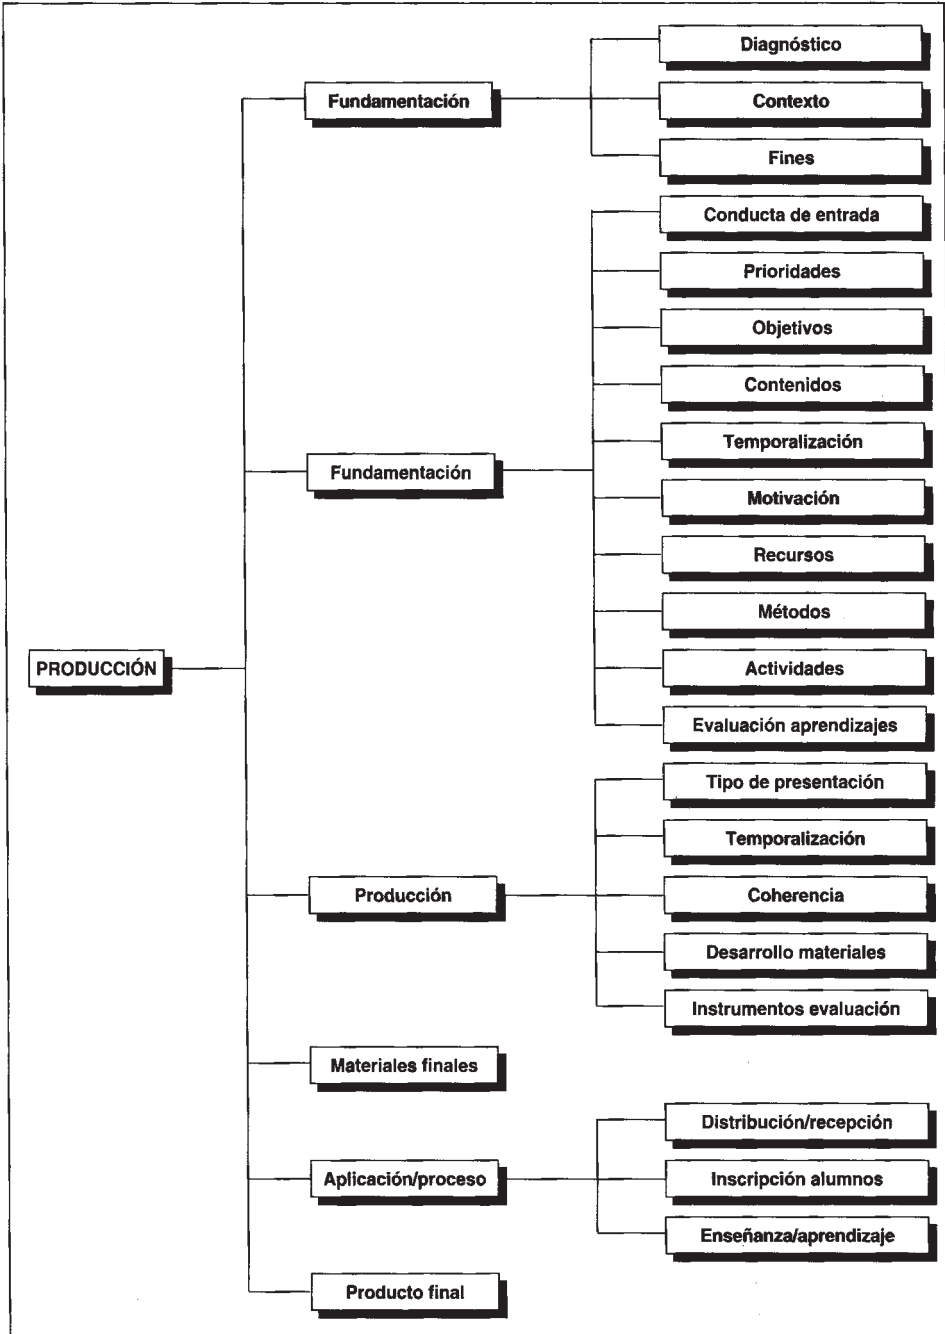 Diagnóstico
Fundamentación
Contexto
Fines
Conducta de entrada
Prioridades
Objetivos
Contenidos
Temporalización
Fundamentación
Motivación
Recursos
Métodos
PRODUCCIÓN
Actividades
Evaluación aprendizajes
Tipo de presentación
Temporalización
Producción
Coherencia
Desarrollo materiales
Instrumentos evaluación
Materiales finales
Distribución/recepción
Aplicación/proceso
Inscripción alumnos
Enseñanza/aprendizaje
Producto final